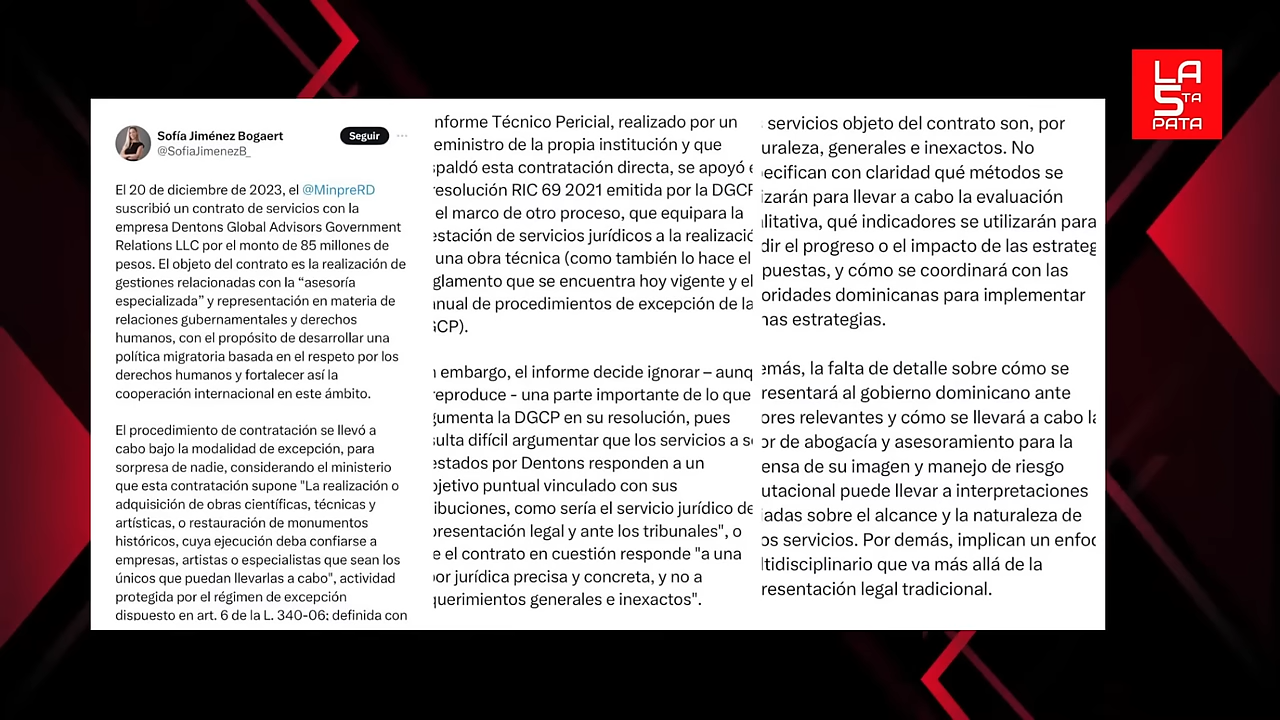 Sofía Jiménez Bogaert
@SofiaJimenezB_
Seguir
El 20 de diciembre de 2023, el @MinpreRD
suscribió un contrato de servicios con la
empresa Dentons Global Advisors Government
Relations LLC por el monto de 85 millones de
pesos. El objeto del contrato es la realización de
gestiones relacionadas con la “asesoría
especializada” y representación en materia de
relaciones gubernamentales y derechos
humanos, con el propósito de desarrollar una
política migratoria basada en el respeto por los
derechos humanos y fortalecer así la
cooperación internacional en este ámbito.
El procedimiento de contratación se llevó a
cabo bajo la modalidad de excepción, para
sorpresa de nadie, considerando el ministerio
que esta contratación supone "La realización o
adquisición de obras científicas, técnicas y
artísticas, o restauración de monumentos
históricos, cuya ejecución deba confiarse a
empresas, artistas o especialistas que sean los
únicos que puedan llevarlas a cabo", actividad
protegida por el régimen de excepción
dispuesto en art. 6 de la L. 340-06; definida con
nforme Técnico Pericial, realizado por un
eministro de la propia institución y que
spaldó esta contratación directa, se apoyó e
resolución RIC 69 2021 emitida por la DGCP
el marco de otro proceso, que equipara la
estación de servicios jurídicos a la realizació
una obra técnica (como también lo hace el
glamento que se encuentra hoy vigente y el
anual de procedimientos de excepción de la
GCP).
n embargo, el informe decide ignorar – aunq
reproduce - una parte importante de lo que
gumenta la DGCP en su resolución, pues
sulta difícil argumentar que los servicios a se
estados por Dentons responden a un
bjetivo puntual vinculado con sus
ribuciones, como sería el servicio jurídico de
presentación legal y ante los tribunales", o
e el contrato en cuestión responde "a una
bor jurídica precisa y concreta, y no a
querimientos generales e inexactos".
s servicios objeto del contrato son, por
uraleza, generales e inexactos. No
pecifican con claridad qué métodos se
izarán para llevar a cabo la evaluación
alitativa, qué indicadores se utilizarán para
dir el progreso o el impacto de las estrateg
puestas, y cómo se coordinará con las
oridades dominicanas para implementar
has estrategias.
emás, la falta de detalle sobre cómo se
resentará al gobierno dominicano ante
ores relevantes y cómo se llevará a cabo la
or de abogacía y asesoramiento para la
ensa de su imagen y manejo de riesgo
utacional puede llevar a interpretaciones
iadas sobre el alcance y la naturaleza de
os servicios. Por demás, implican un enfoc
ltidisciplinario que va más allá de la
resentación legal tradicional.
LA
5TA
PATA